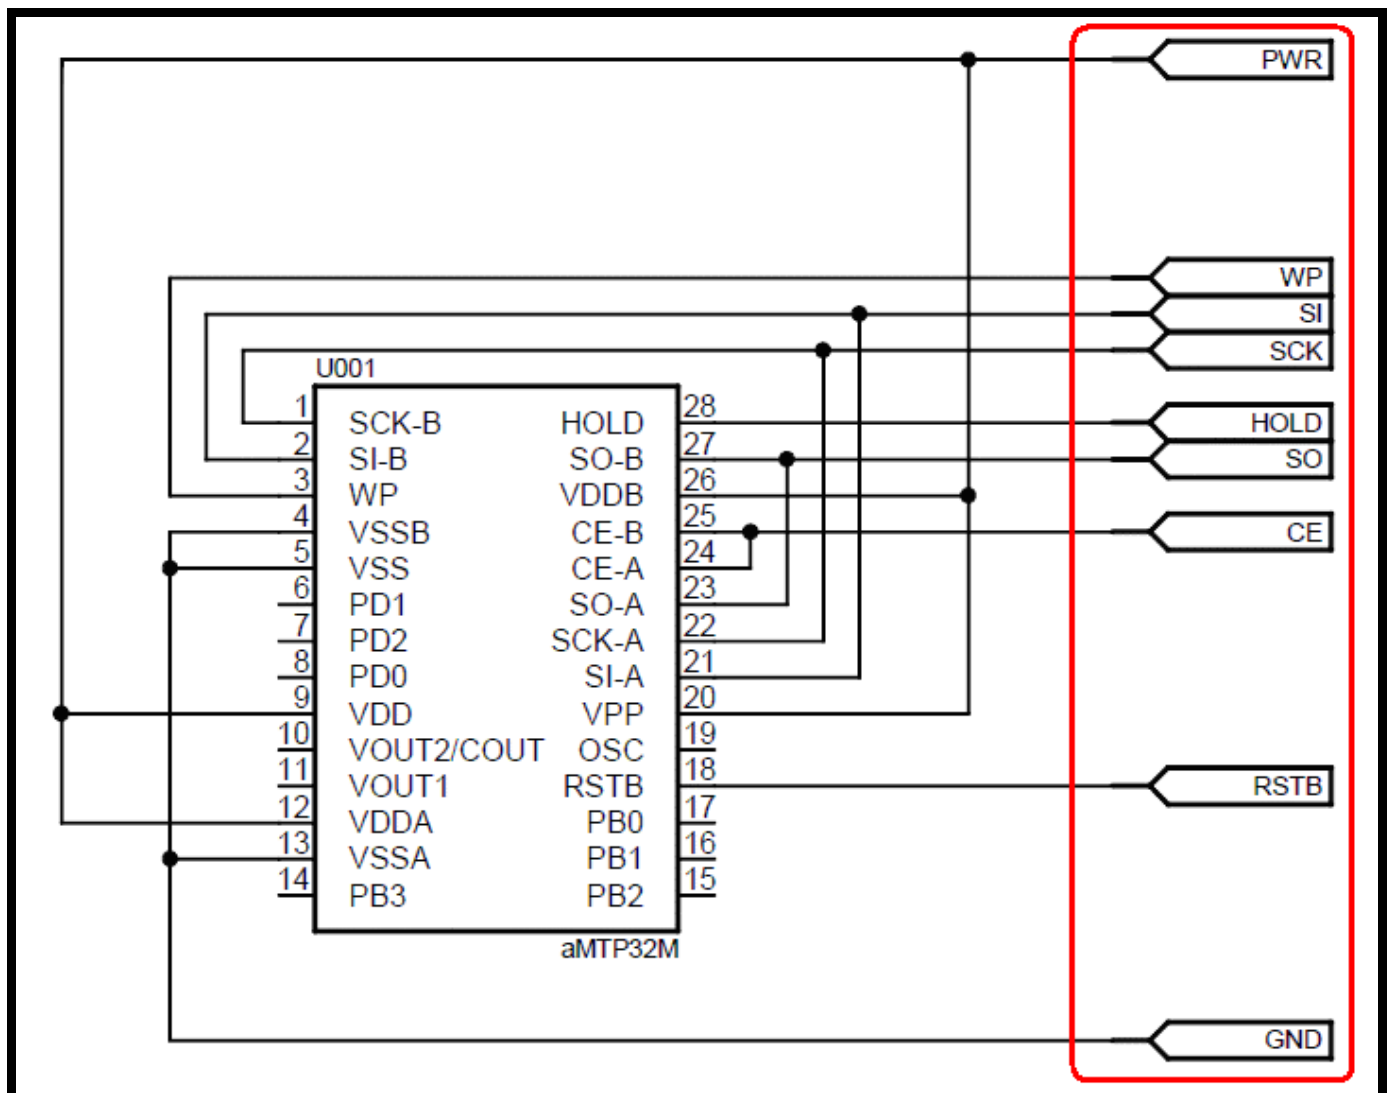 PWR
WP
SI
SCK
U001
1 SCK-B HOLD 28 HOLD
2 SI-B SO-B 27 SO
3 WP VDDB 26
4 VSSB CE-B 25 CE
5 VSS CE-A 24
6 PD1 SO-A 23
7 PD2 SCK-A 22
8 PD0 SI-A 21
9 VDD VPP 20
10 VOUT2/COUT OSC 19
11 VOUT1 RSTB 18 RSTB
12 VDDA PB0 17
13 VSSA PB1 16
14 PB3 PB2 15
aMTP32M
GND